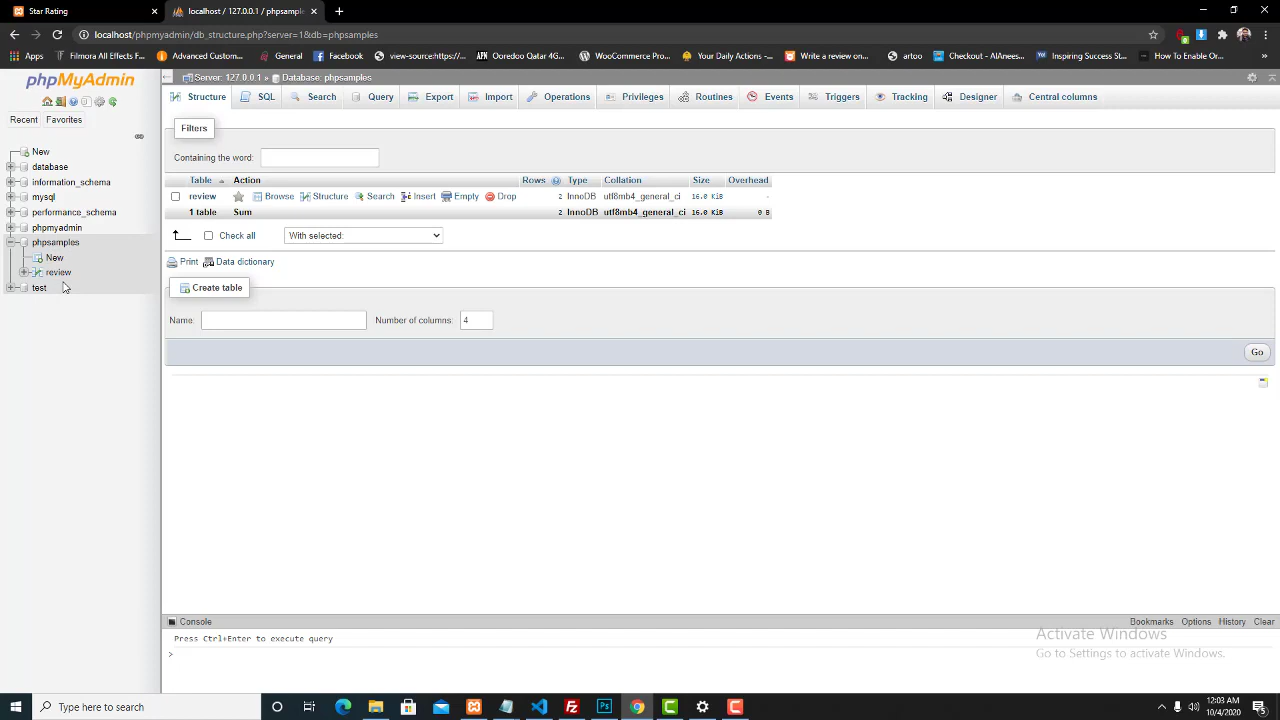 Star Rating
localhost / 127.0.0.1 / phpsample
localhost/phpmyadmin/db_structure.php?server=1&db=phpsamples
Apps
Filmora All Effects F...
Advanced Custom...
General
Facebook
view-source:https:/...
Ooredoo Qatar 4G...
WooCommerce Pro...
Your Daily Actions -...
Write a review on...
artoo
Checkout - AlAnees...
Inspiring Success St...
How To Enable Or...
phpMyAdmin
Server: 127.0.0.1 » Database: phpsamples
Structure
SQL
Search
Query
Export
Import
Operations
Privileges
Routines
Events
Triggers
Tracking
Designer
Central columns
Recent
Favorites
New
database
information_schema
mysql
performance_schema
phpmyadmin
phpsamples
New
review
test
Filters
Containing the word:
Table Action Rows Type Collation Size Overhead
review Browse Structure Search Insert Empty Drop 2 InnoDB utf8mb4_general_ci 16.0 KiB -
1 table Sum 2 InnoDB utf8mb4_general_ci 16.0 KiB 0 B
Check all With selected:
Print Data dictionary
Create table
Name: Number of columns: 4
Go
Console
Bookmarks Options History Clear
Press Ctrl+Enter to execute query
>
Activate Windows
Go to Settings to activate Windows.
Type here to search
Ps
12:03 AM
10/4/2020